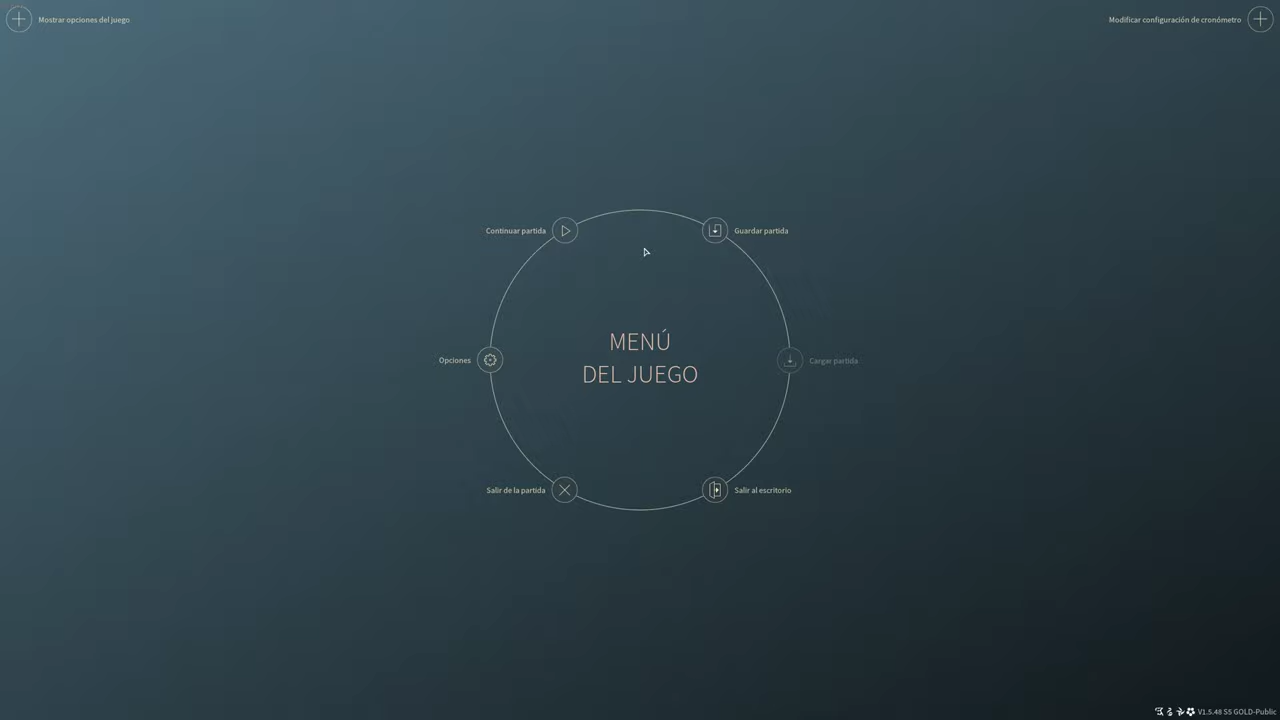 Mostrar opciones del juego
Modificar configuración de cronómetro
Continuar partida
Guardar partida
MENÚ
DEL JUEGO
Opciones
Cargar partida
Salir de la partida
Salir al escritorio
V1.5.48 S5 GOLD-Public